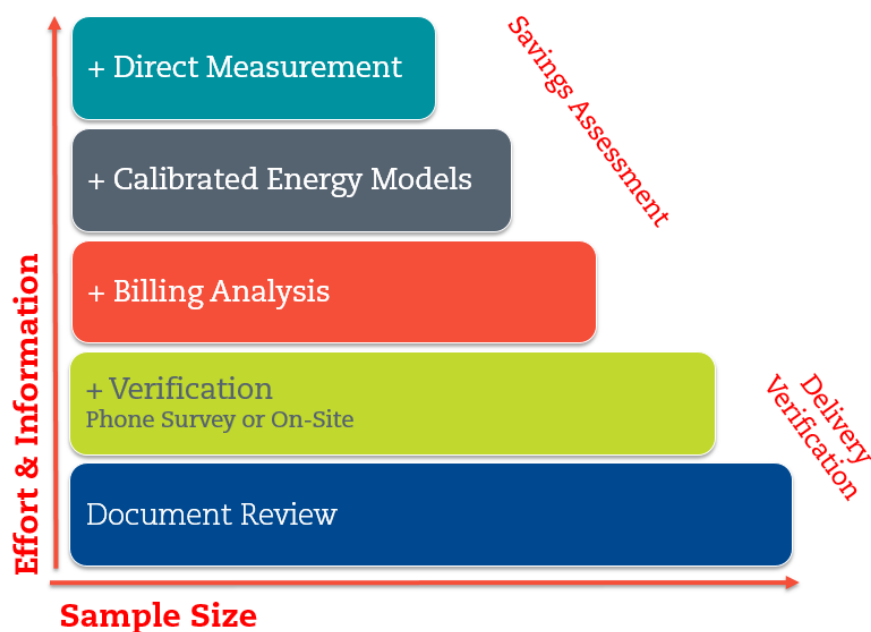 + Direct Measurement
Savings Assessment
+ Calibrated Energy Models
+ Billing Analysis
+ Verification
Phone Survey or On-Site
Delivery
Verification
Document Review
Effort & Information
Sample Size